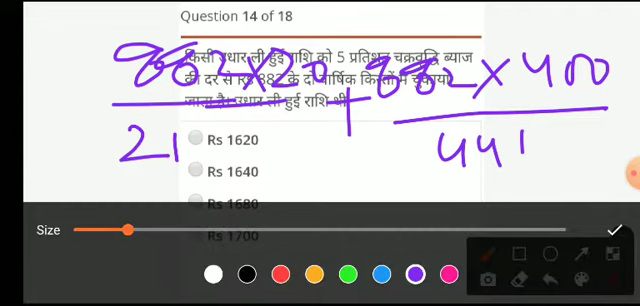 Question 14 of 18
किसी उधार ली हुई राशि को 5 प्रतिशत चक्रवृद्धि ब्याज
की दर से Rs 882 के दो वार्षिक किस्तों में चुकाया
जाता है। उधार ली हुई राशि थी
882 × 20 + 882 × 400
21 441
Rs 1620
Rs 1640
Rs 1680
Rs 1700
Size